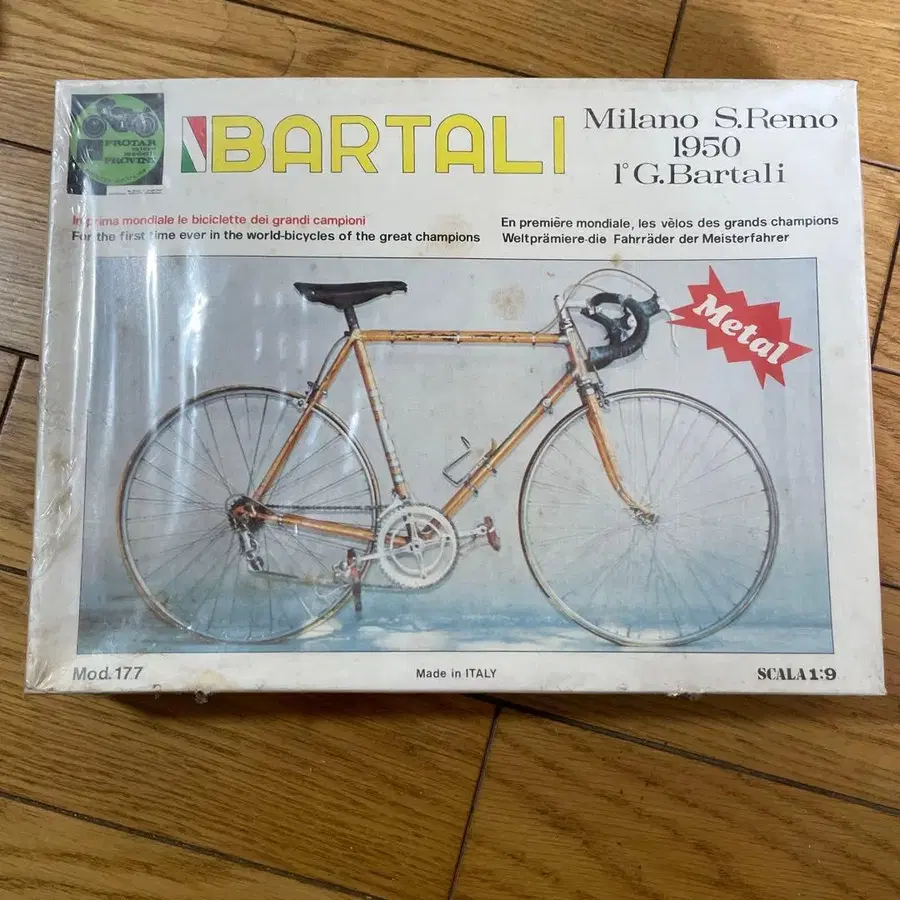 PROTAR
PROVINI
BARTALI
Milano S.Remo
1950
1° G.Bartali
In prima mondiale le biciclette dei grandi campioni
For the first time ever in the world-bicycles of the great champions
En première mondiale, les vèlos des grands champions
Weltprämiere-die Fahrräder der Meisterfahrer
Metal
Mod.177
Made in ITALY
SCALA 1:9